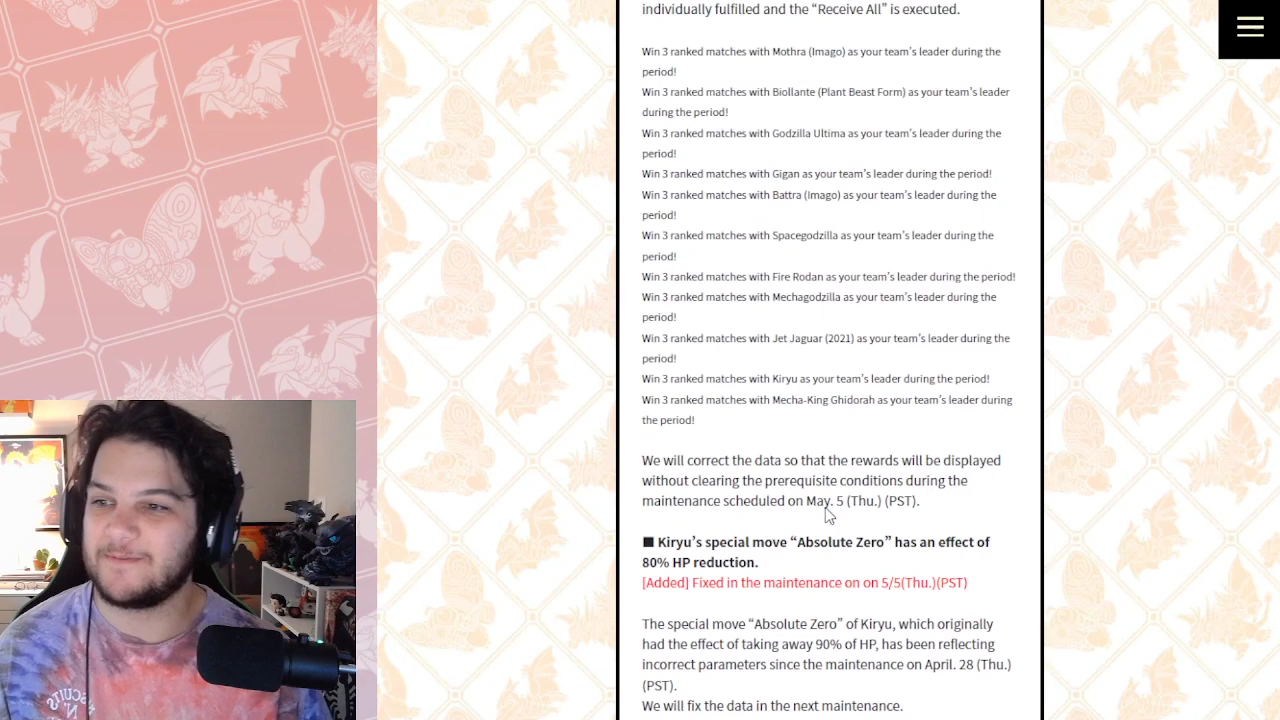 individually fulfilled and the “Receive All” is executed.
Win 3 ranked matches with Mothra (Imago) as your team’s leader during the
period!
Win 3 ranked matches with Biollante (Plant Beast Form) as your team’s leader
during the period!
Win 3 ranked matches with Godzilla Ultima as your team’s leader during the
period!
Win 3 ranked matches with Gigan as your team’s leader during the period!
Win 3 ranked matches with Battra (Imago) as your team’s leader during the
period!
Win 3 ranked matches with Spacegodzilla as your team’s leader during the
period!
Win 3 ranked matches with Fire Rodan as your team’s leader during the period!
Win 3 ranked matches with Mechagodzilla as your team’s leader during the
period!
Win 3 ranked matches with Jet Jaguar (2021) as your team’s leader during the
period!
Win 3 ranked matches with Kiryu as your team’s leader during the period!
Win 3 ranked matches with Mecha-King Ghidorah as your team’s leader during
the period!
We will correct the data so that the rewards will be displayed
without clearing the prerequisite conditions during the
maintenance scheduled on May. 5 (Thu.) (PST).
■ Kiryu’s special move “Absolute Zero” has an effect of
80% HP reduction.
[Added] Fixed in the maintenance on on 5/5(Thu.)(PST)
The special move “Absolute Zero” of Kiryu, which originally
had the effect of taking away 90% of HP, has been reflecting
incorrect parameters since the maintenance on April. 28 (Thu.)
(PST).
We will fix the data in the next maintenance.